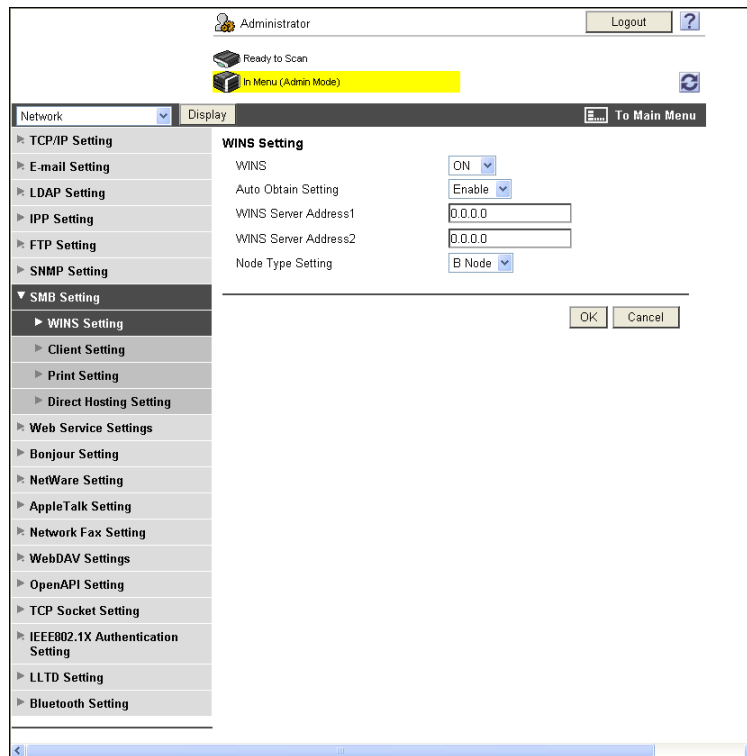 Administrator
Logout
?
Ready to Scan
In Menu (Admin Mode)
Network
Display
To Main Menu
TCP/IP Setting
E-mail Setting
LDAP Setting
IPP Setting
FTP Setting
SNMP Setting
SMB Setting
WINS Setting
Client Setting
Print Setting
Direct Hosting Setting
Web Service Settings
Bonjour Setting
NetWare Setting
AppleTalk Setting
Network Fax Setting
WebDAV Settings
OpenAPI Setting
TCP Socket Setting
IEEE802.1X Authentication
Setting
LLTD Setting
Bluetooth Setting
WINS Setting
WINS ON
Auto Obtain Setting Enable
WINS Server Address1 0.0.0.0
WINS Server Address2 0.0.0.0
Node Type Setting B Node
OK Cancel